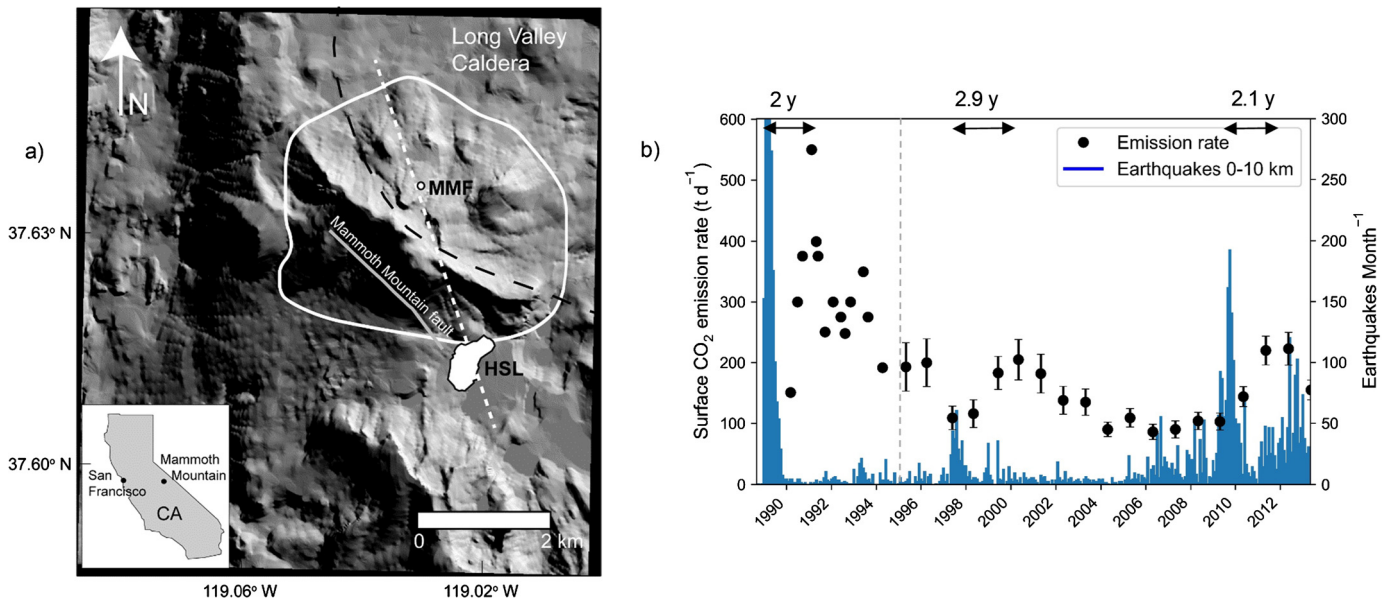 a)
N
Long Valley
Caldera
MMF
Mammoth Mountain fault
HSL
37.63° N
37.60° N
San
Francisco
Mammoth
Mountain
CA
0 2 km
119.06° W 119.02° W
b)
2 y 2.9 y 2.1 y
Emission rate
Earthquakes 0-10 km
Surface CO₂ emission rate (t d⁻¹)
600
500
400
300
200
100
0
Earthquakes Month⁻¹
300
250
200
150
100
50
0
1990 1992 1994 1996 1998 2000 2002 2004 2006 2008 2010 2012